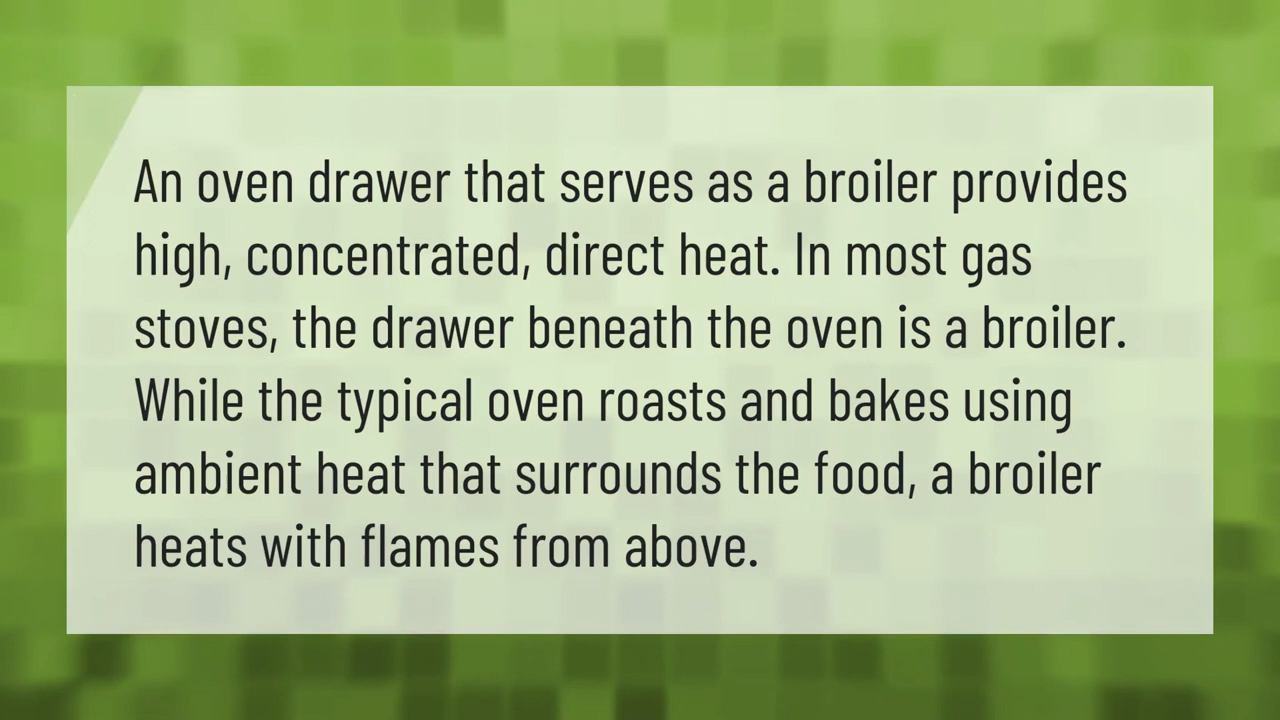 An oven drawer that serves as a broiler provides
high, concentrated, direct heat. In most gas
stoves, the drawer beneath the oven is a broiler.
While the typical oven roasts and bakes using
ambient heat that surrounds the food, a broiler
heats with flames from above.